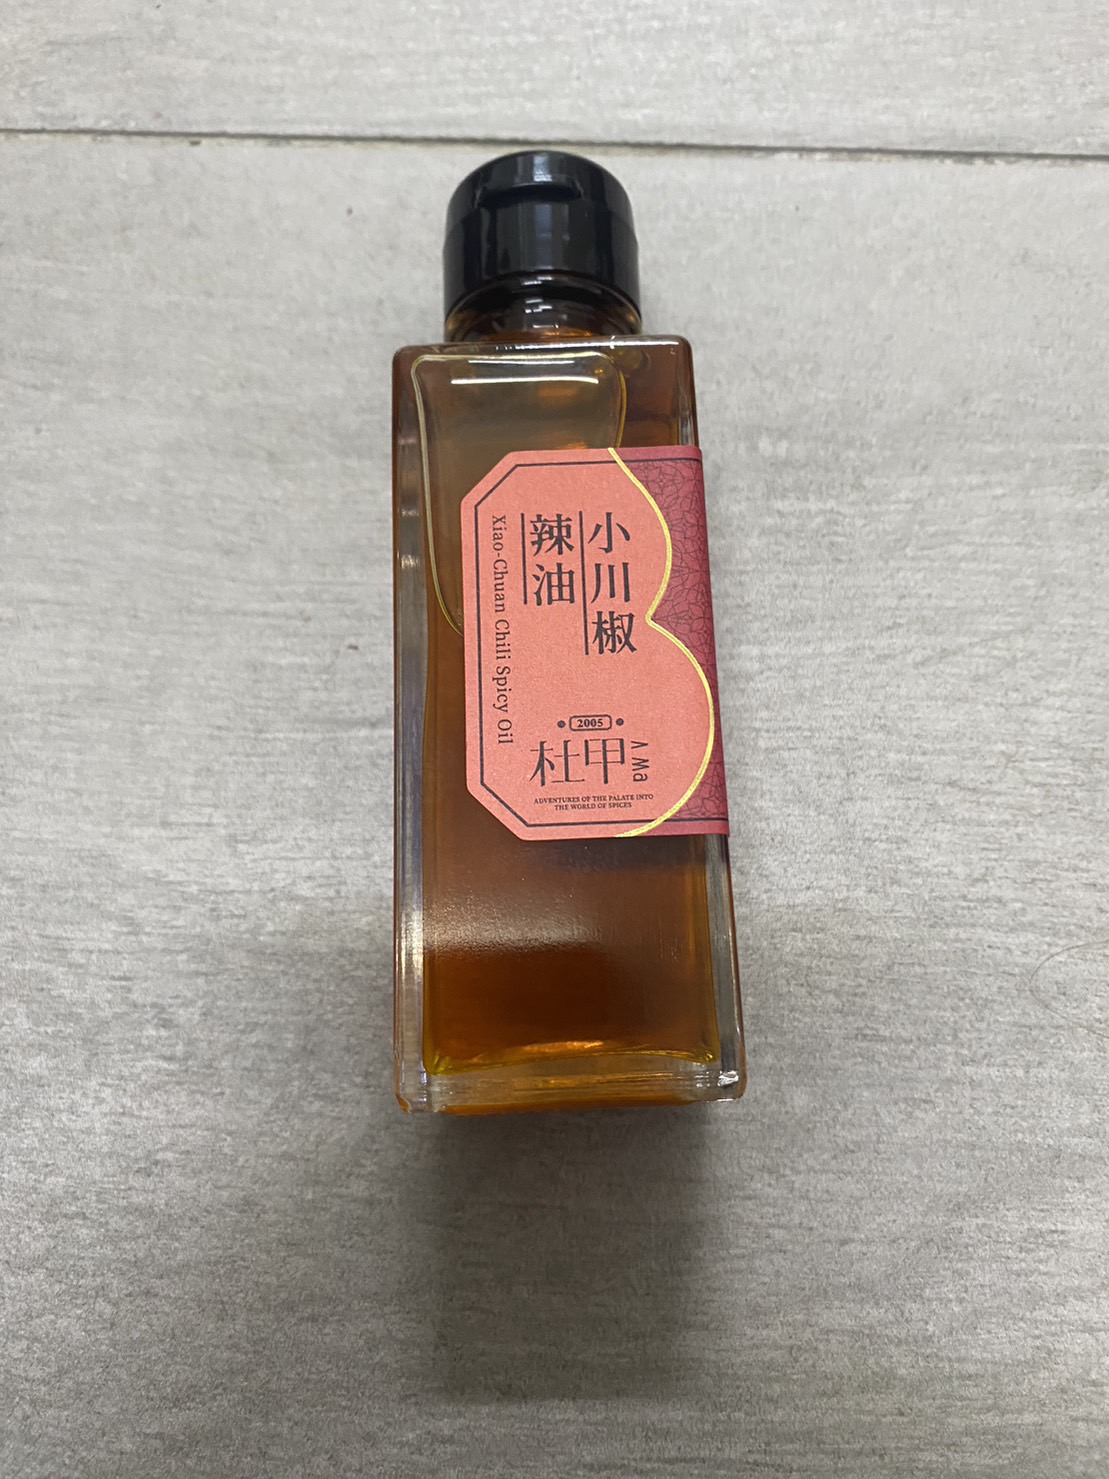 小川椒
辣油
Xiao-Chuan Chili Spicy Oil
2005
杜甲
A Ma
ADVENTURES OF THE PALATE INTO
THE WORLD OF SPICES